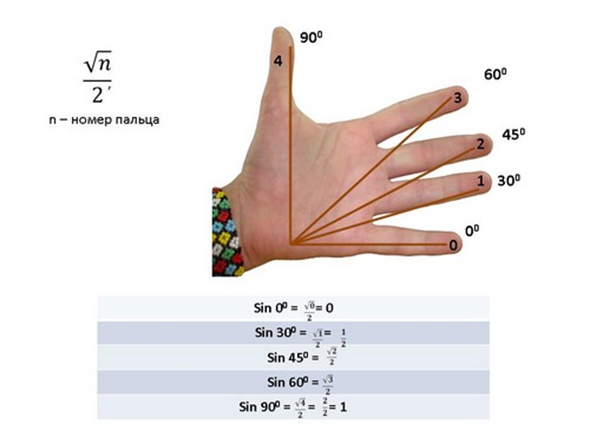 90⁰
4
√n/2,
n – номер пальца
60⁰
3
45⁰
2
1 30⁰
0⁰
0
Sin 0⁰ = √0/2 = 0
Sin 30⁰ = √1/2 = 1/2
Sin 45⁰ = √2/2
Sin 60⁰ = √3/2
Sin 90⁰ = √4/2 = 2/2 = 1